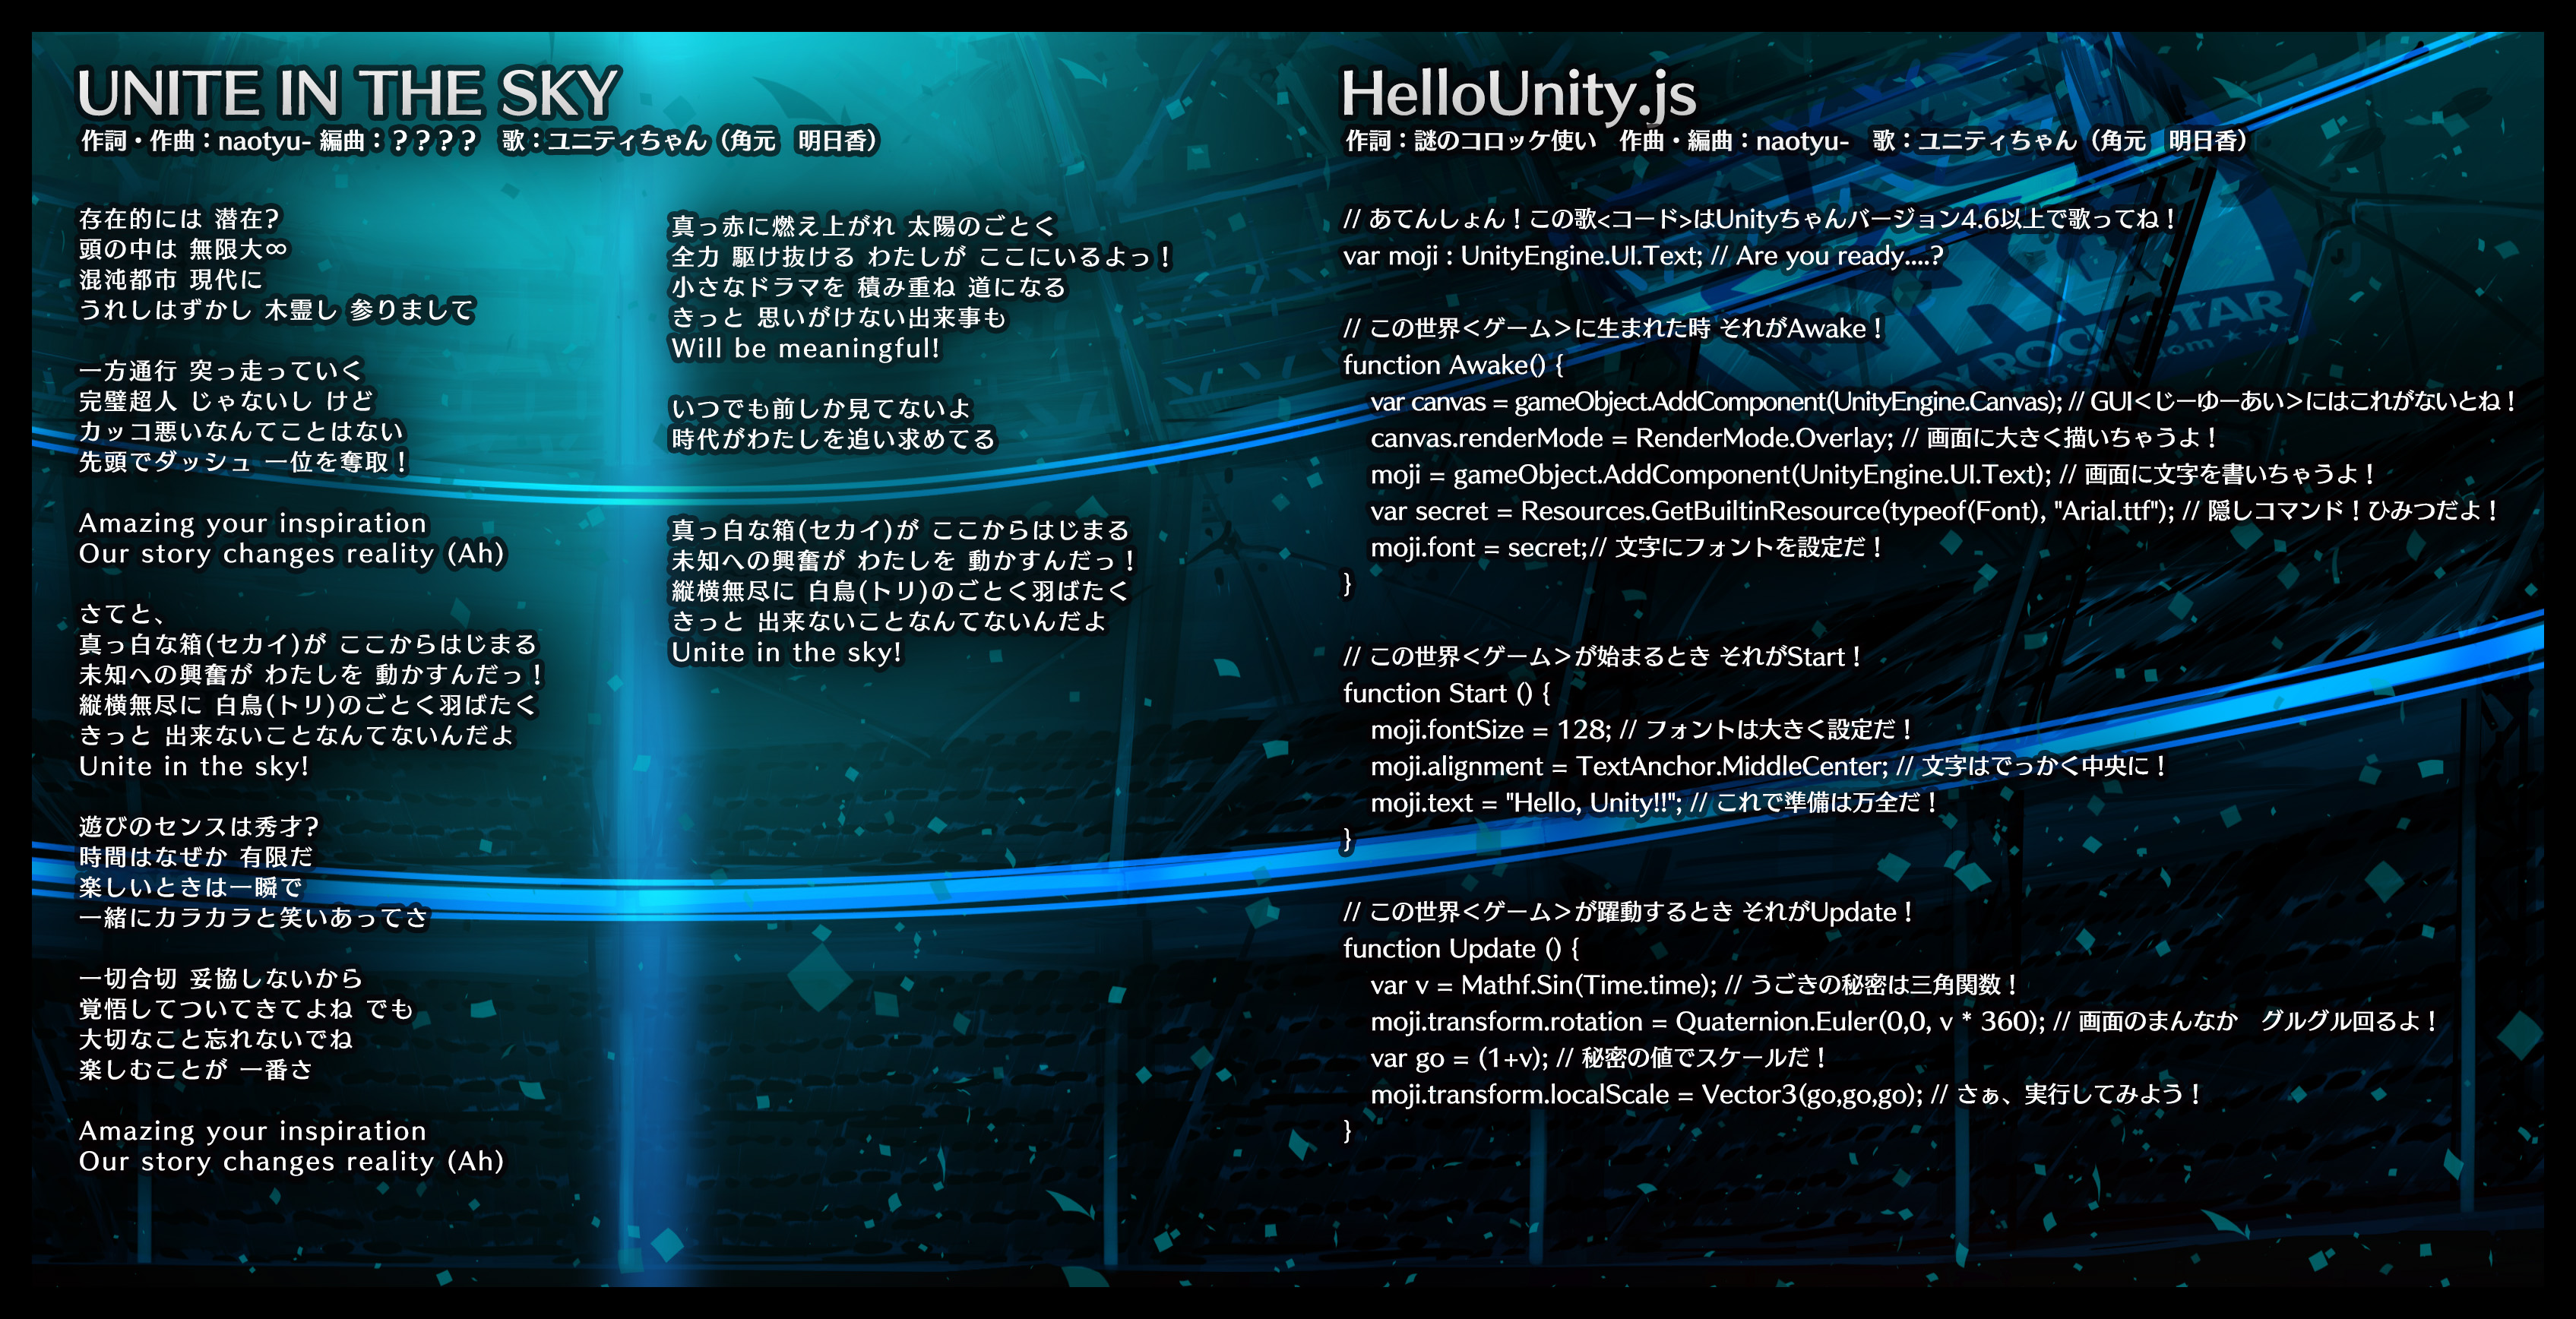 UNITE IN THE SKY
作詞・作曲：naotyu- 編曲：？？？？ 歌：ユニティちゃん（角元 明日香）
存在的には 潜在?
頭の中は 無限大∞
混沌都市 現代に
うれしはずかし 木霊し 参りまして
一方通行 突っ走っていく
完璧超人 じゃないし けど
カッコ悪いなんてことはない
先頭でダッシュ 一位を奪取！
Amazing your inspiration
Our story changes reality (Ah)
さてと、
真っ白な箱(セカイ)が ここからはじまる
未知への興奮が わたしを 動かすんだっ！
縦横無尽に 白鳥(トリ)のごとく羽ばたく
きっと 出来ないことなんてないんだよ
Unite in the sky!
遊びのセンスは秀才?
時間はなぜか 有限だ
楽しいときは一瞬で
一緒にカラカラと笑いあってさ
一切合切 妥協しないから
覚悟してついてきてよね でも
大切なこと忘れないでね
楽しむことが 一番さ
Amazing your inspiration
Our story changes reality (Ah)
真っ赤に燃え上がれ 太陽のごとく
全力 駆け抜ける わたしが ここにいるよっ！
小さなドラマを 積み重ね 道になる
きっと 思いがけない出来事も
Will be meaningful!
いつでも前しか見てないよ
時代がわたしを追い求めてる
真っ白な箱(セカイ)が ここからはじまる
未知への興奮が わたしを 動かすんだっ！
縦横無尽に 白鳥(トリ)のごとく羽ばたく
きっと 出来ないことなんてないんだよ
Unite in the sky!
HelloUnity.js
作詞：謎のコロッケ使い 作曲・編曲：naotyu- 歌：ユニティちゃん（角元 明日香）
// あてんしょん！この歌<コード>はUnityちゃんバージョン4.6以上で歌ってね！
var moji : UnityEngine.UI.Text; // Are you ready....?
// この世界＜ゲーム＞に生まれた時 それがAwake！
function Awake() {
var canvas = gameObject.AddComponent(UnityEngine.Canvas); // GUI＜じーゆーあい＞にはこれがないとね！
canvas.renderMode = RenderMode.Overlay; // 画面に大きく描いちゃうよ！
moji = gameObject.AddComponent(UnityEngine.UI.Text); // 画面に文字を書いちゃうよ！
var secret = Resources.GetBuiltinResource(typeof(Font), "Arial.ttf"); // 隠しコマンド！ひみつだよ！
moji.font = secret;// 文字にフォントを設定だ！
}
// この世界＜ゲーム＞が始まるとき それがStart！
function Start () {
moji.fontSize = 128; // フォントは大きく設定だ！
moji.alignment = TextAnchor.MiddleCenter; // 文字はでっかく中央に！
moji.text = "Hello, Unity!!"; // これで準備は万全だ！
}
// この世界＜ゲーム＞が躍動するとき それがUpdate！
function Update () {
var v = Mathf.Sin(Time.time); // うごきの秘密は三角関数！
moji.transform.rotation = Quaternion.Euler(0,0, v * 360); // 画面のまんなか グルグル回るよ！
var go = (1+v); // 秘密の値でスケールだ！
moji.transform.localScale = Vector3(go,go,go); // さぁ、実行してみよう！
}
ROCK STAR